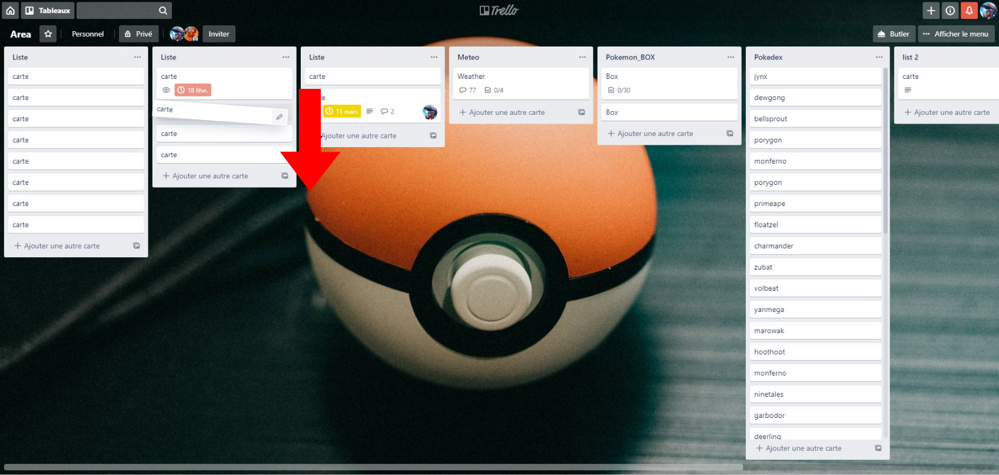 Tableaux
Trello
Area
Personnel
Privé
Inviter
Butler
Afficher le menu
Liste
carte
carte
carte
carte
carte
carte
carte
carte
Ajouter une autre carte
Liste
carte
18 févr.
carte
carte
carte
Ajouter une autre carte
Liste
carte
11 mars
2
Ajouter une autre carte
Meteo
Weather
77 0/4
Ajouter une autre carte
Pokemon_BOX
Box
0/30
Box
Ajouter une autre carte
Pokedex
jynx
dewgong
bellsprout
porygon
monferno
porygon
primeape
floatzel
charmander
zubat
volbeat
yanmega
marowak
hoothoot
monferno
ninetales
garbodor
deerling
Ajouter une autre carte
list 2
carte
Ajouter une autre carte